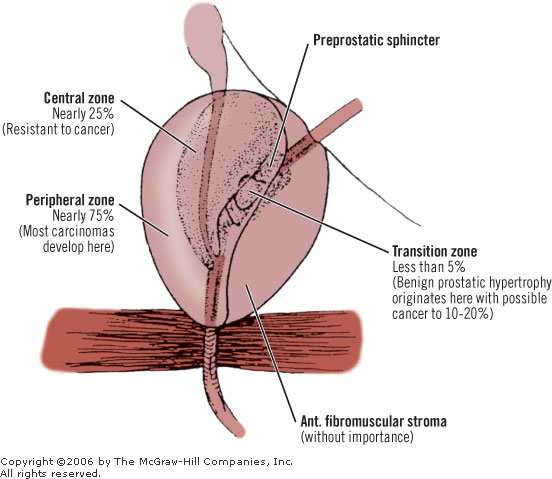 Preprostatic sphincter
Central zone
Nearly 25%
(Resistant to cancer)
Peripheral zone
Nearly 75%
(Most carcinomas
develop here)
Transition zone
Less than 5%
(Benign prostatic hypertrophy
originates here with possible
cancer to 10-20%)
Ant. fibromuscular stroma
(without importance)
Copyright ©2006 by The McGraw-Hill Companies, Inc.
All rights reserved.